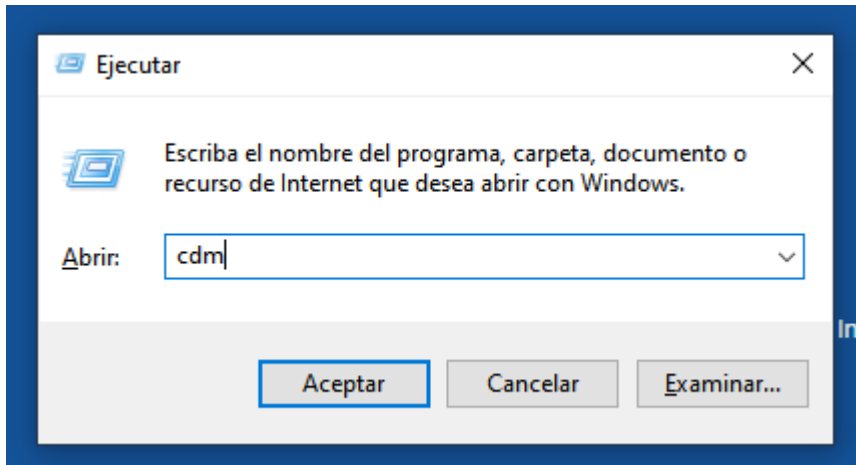 Ejecutar
Escriba el nombre del programa, carpeta, documento o
recurso de Internet que desea abrir con Windows.
Abrir: cdm
In
Aceptar Cancelar Examinar...